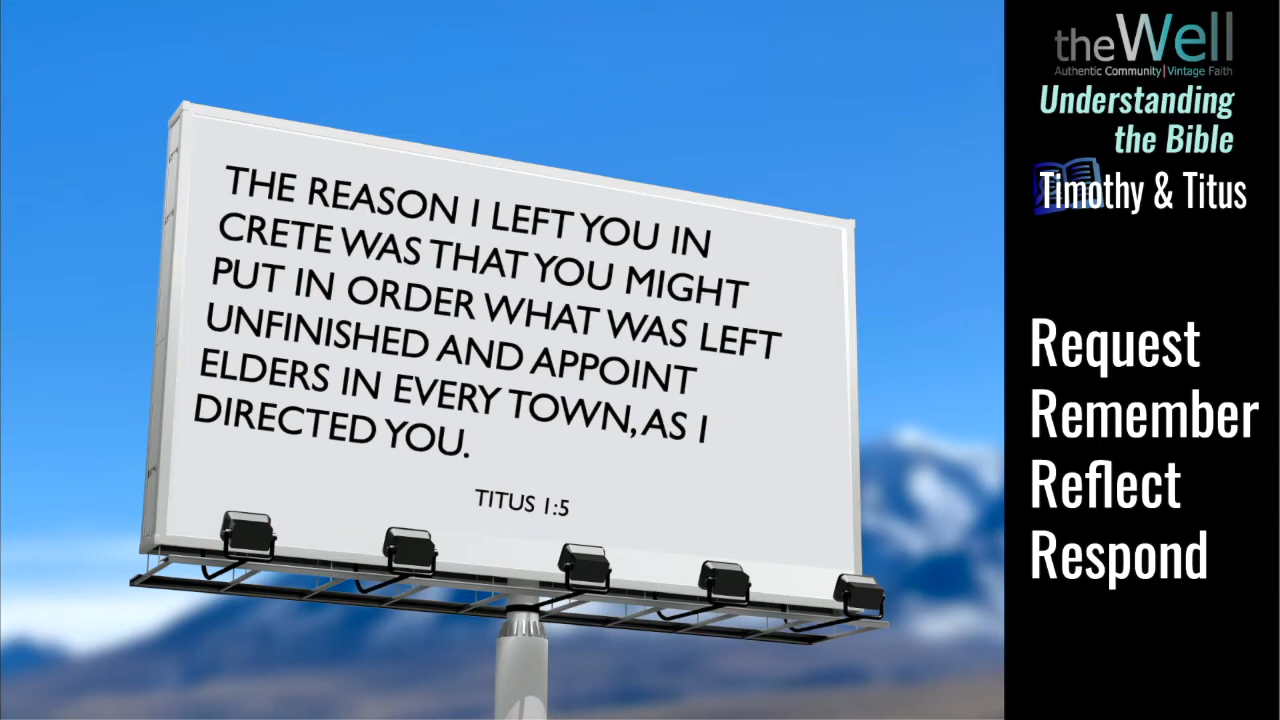 THE REASON I LEFT YOU IN
CRETE WAS THAT YOU MIGHT
PUT IN ORDER WHAT WAS LEFT
UNFINISHED AND APPOINT
ELDERS IN EVERY TOWN, AS I
DIRECTED YOU.
TITUS 1:5
theWell
Authentic Community|Vintage Faith
Understanding
the Bible
Timothy & Titus
Request
Remember
Reflect
Respond